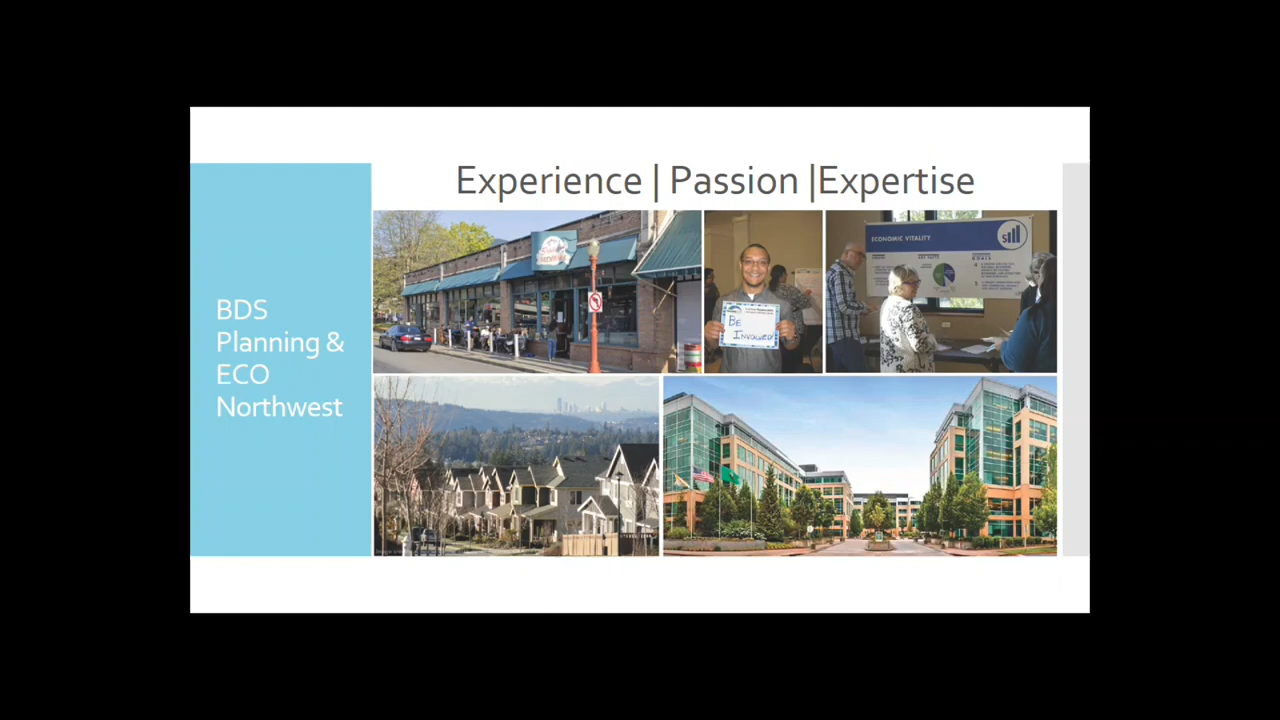 Experience | Passion |Expertise
BDS
Planning &
ECO
Northwest
BE
INVOLVED
ECONOMIC VITALITY